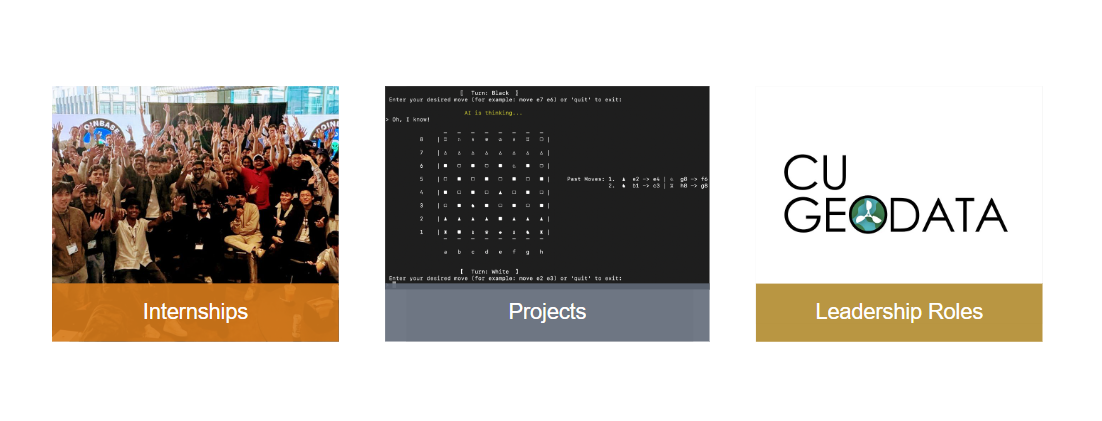 COINBASE
COINB
[ Turn: Black ]
Enter your desired move (for example: move e7 e6) or 'quit' to exit:
AI is thinking...
> Oh, I know!
8
7
6
5 Past Moves: 1. ♟ e2 -> e4 | ♘ g8 -> f6
4 2. ♞ b1 -> c3 | ♖ h8 -> g8
3
2
1
a b c d e f g h
[ Turn: White ]
Enter your desired move (for example: move e2 e3) or 'quit' to exit:
CU
GEODATA
Internships
Projects
Leadership Roles